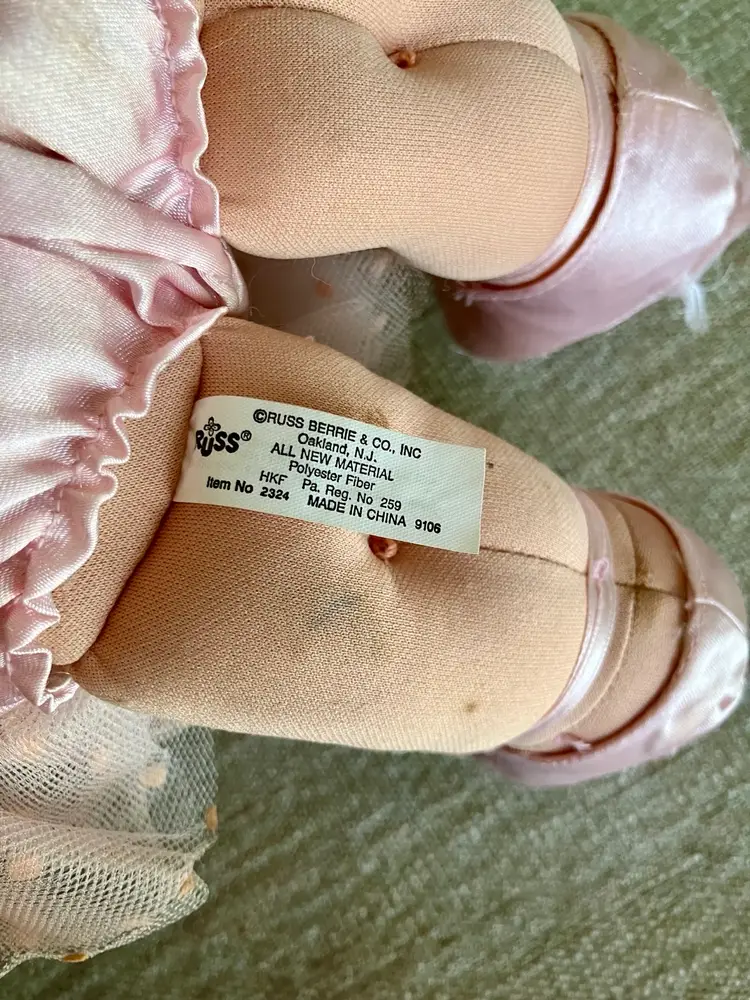 RUSS®
©RUSS BERRIE & CO., INC
Oakland, N.J.
ALL NEW MATERIAL
Polyester Fiber
HKF Pa. Reg. No 259
Item No 2324 MADE IN CHINA 9106